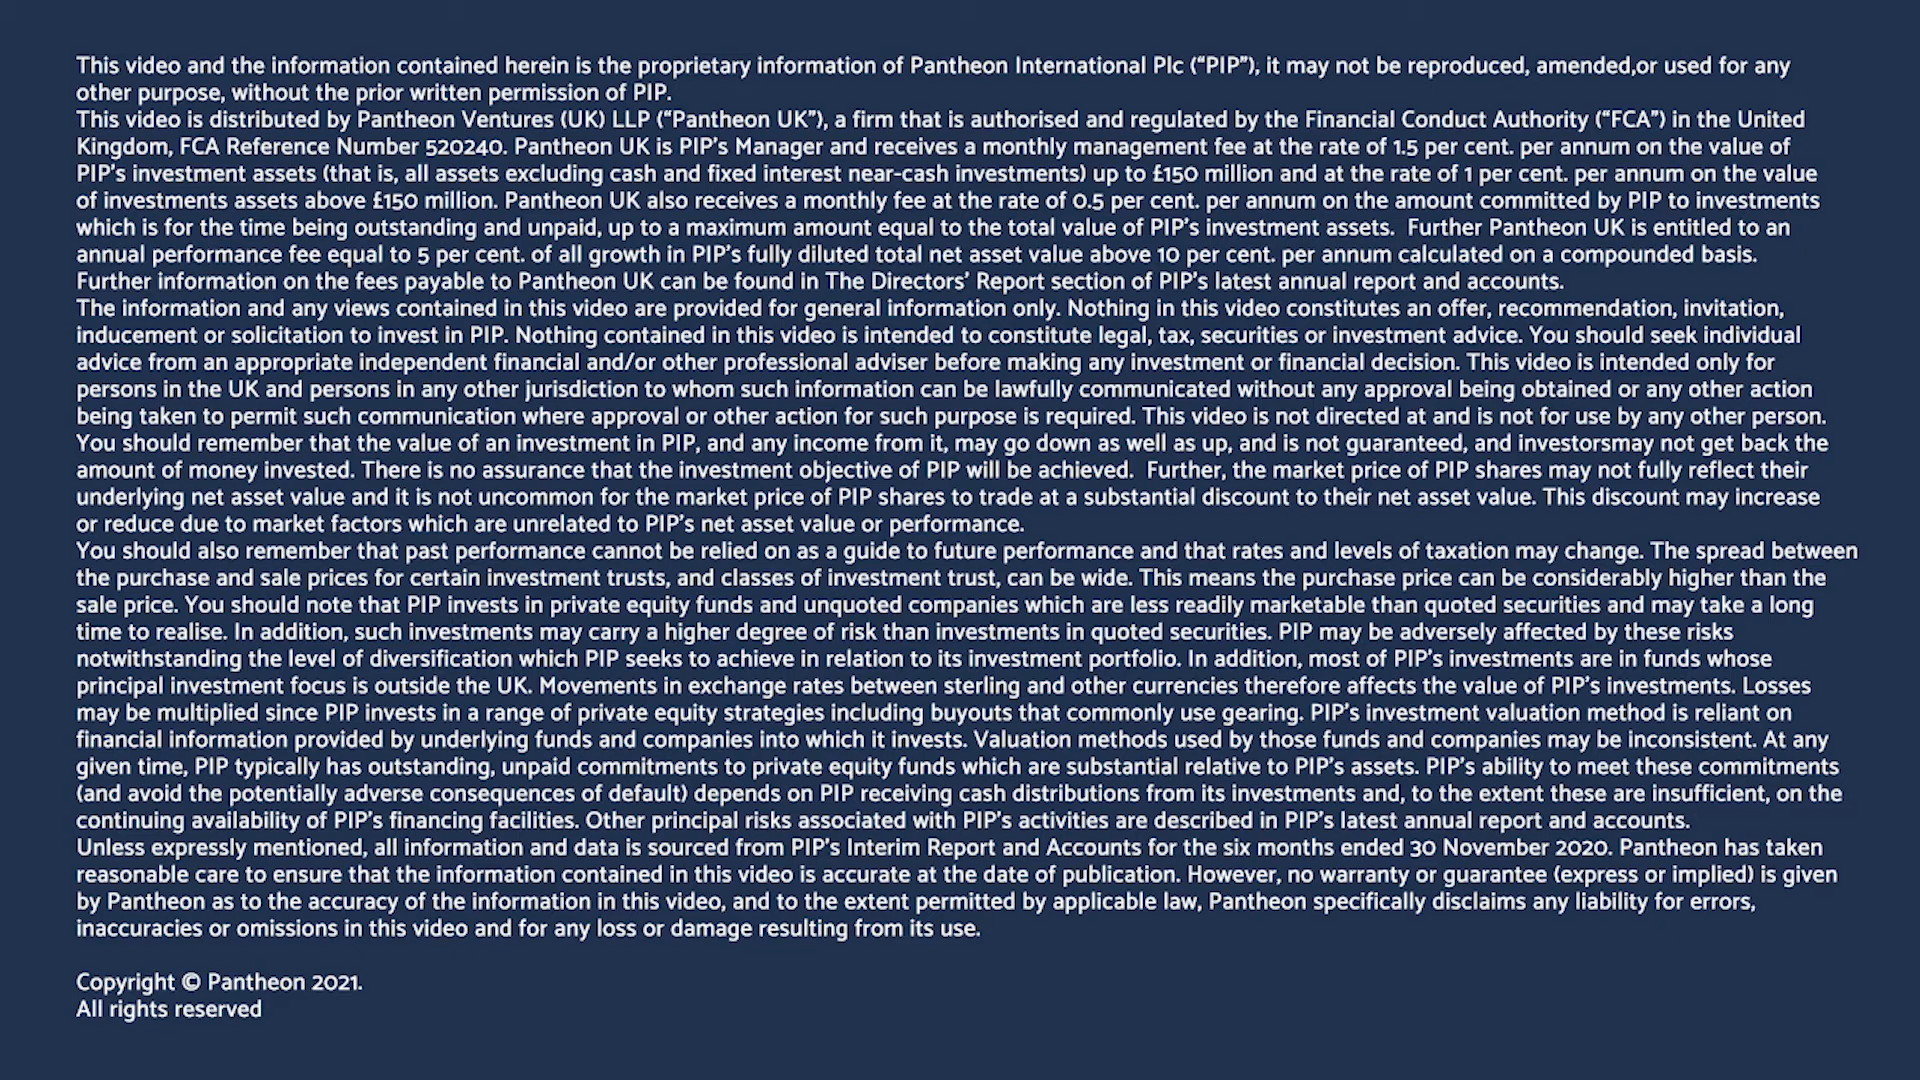 This video and the information contained herein is the proprietary information of Pantheon International Plc (“PIP”), it may not be reproduced, amended,or used for any
other purpose, without the prior written permission of PIP.
This video is distributed by Pantheon Ventures (UK) LLP (“Pantheon UK”), a firm that is authorised and regulated by the Financial Conduct Authority (“FCA”) in the United
Kingdom, FCA Reference Number 520240. Pantheon UK is PIP’s Manager and receives a monthly management fee at the rate of 1.5 per cent. per annum on the value of
PIP’s investment assets (that is, all assets excluding cash and fixed interest near-cash investments) up to £150 million and at the rate of 1 per cent. per annum on the value
of investments assets above £150 million. Pantheon UK also receives a monthly fee at the rate of 0.5 per cent. per annum on the amount committed by PIP to investments
which is for the time being outstanding and unpaid, up to a maximum amount equal to the total value of PIP’s investment assets.  Further Pantheon UK is entitled to an
annual performance fee equal to 5 per cent. of all growth in PIP’s fully diluted total net asset value above 10 per cent. per annum calculated on a compounded basis.
Further information on the fees payable to Pantheon UK can be found in The Directors’ Report section of PIP’s latest annual report and accounts.
The information and any views contained in this video are provided for general information only. Nothing in this video constitutes an offer, recommendation, invitation,
inducement or solicitation to invest in PIP. Nothing contained in this video is intended to constitute legal, tax, securities or investment advice. You should seek individual
advice from an appropriate independent financial and/or other professional adviser before making any investment or financial decision. This video is intended only for
persons in the UK and persons in any other jurisdiction to whom such information can be lawfully communicated without any approval being obtained or any other action
being taken to permit such communication where approval or other action for such purpose is required. This video is not directed at and is not for use by any other person.
You should remember that the value of an investment in PIP, and any income from it, may go down as well as up, and is not guaranteed, and investorsmay not get back the
amount of money invested. There is no assurance that the investment objective of PIP will be achieved.  Further, the market price of PIP shares may not fully reflect their
underlying net asset value and it is not uncommon for the market price of PIP shares to trade at a substantial discount to their net asset value. This discount may increase
or reduce due to market factors which are unrelated to PIP’s net asset value or performance.
You should also remember that past performance cannot be relied on as a guide to future performance and that rates and levels of taxation may change. The spread between
the purchase and sale prices for certain investment trusts, and classes of investment trust, can be wide. This means the purchase price can be considerably higher than the
sale price. You should note that PIP invests in private equity funds and unquoted companies which are less readily marketable than quoted securities and may take a long
time to realise. In addition, such investments may carry a higher degree of risk than investments in quoted securities. PIP may be adversely affected by these risks
notwithstanding the level of diversification which PIP seeks to achieve in relation to its investment portfolio. In addition, most of PIP’s investments are in funds whose
principal investment focus is outside the UK. Movements in exchange rates between sterling and other currencies therefore affects the value of PIP’s investments. Losses
may be multiplied since PIP invests in a range of private equity strategies including buyouts that commonly use gearing. PIP’s investment valuation method is reliant on
financial information provided by underlying funds and companies into which it invests. Valuation methods used by those funds and companies may be inconsistent. At any
given time, PIP typically has outstanding, unpaid commitments to private equity funds which are substantial relative to PIP’s assets. PIP’s ability to meet these commitments
(and avoid the potentially adverse consequences of default) depends on PIP receiving cash distributions from its investments and, to the extent these are insufficient, on the
continuing availability of PIP’s financing facilities. Other principal risks associated with PIP’s activities are described in PIP’s latest annual report and accounts.
Unless expressly mentioned, all information and data is sourced from PIP’s Interim Report and Accounts for the six months ended 30 November 2020. Pantheon has taken
reasonable care to ensure that the information contained in this video is accurate at the date of publication. However, no warranty or guarantee (express or implied) is given
by Pantheon as to the accuracy of the information in this video, and to the extent permitted by applicable law, Pantheon specifically disclaims any liability for errors,
inaccuracies or omissions in this video and for any loss or damage resulting from its use.
Copyright © Pantheon 2021.
All rights reserved